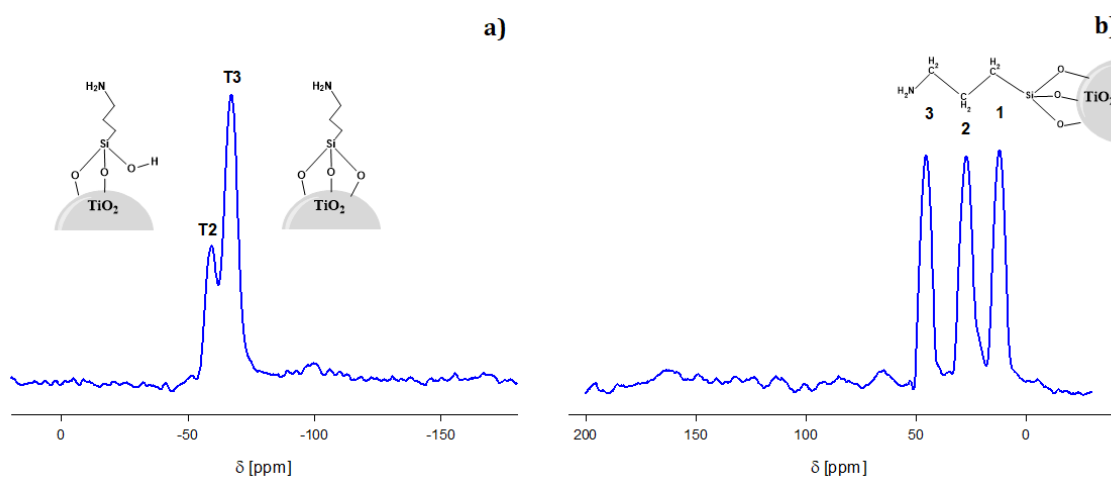 a)
T3
H₂N
H₂N
Si
O
O
O
H
TiO₂
T2
Si
O
O
O
TiO₂
0
-50
-100
-150
δ [ppm]
b)
H₂N
C
H₂
C
H₂
C
H₂
Si
O
O
O
TiO₂
3
2
1
200
150
100
50
0
δ [ppm]